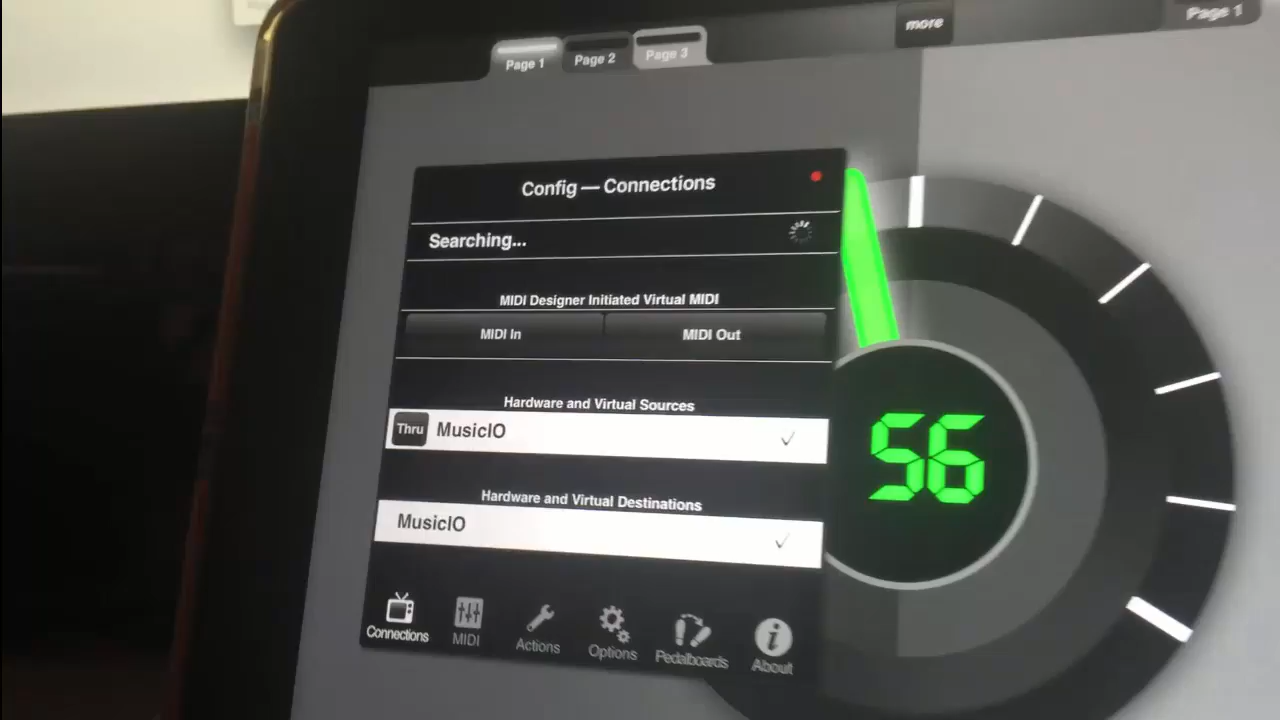 Page 1
Page 2
Page 3
more
Page 1
Config — Connections
Searching...
MIDI Designer Initiated Virtual MIDI
MIDI In
MIDI Out
Hardware and Virtual Sources
Thru
MusicIO
Hardware and Virtual Destinations
MusicIO
56
Connections
MIDI
Actions
Options
Pedalboards
About